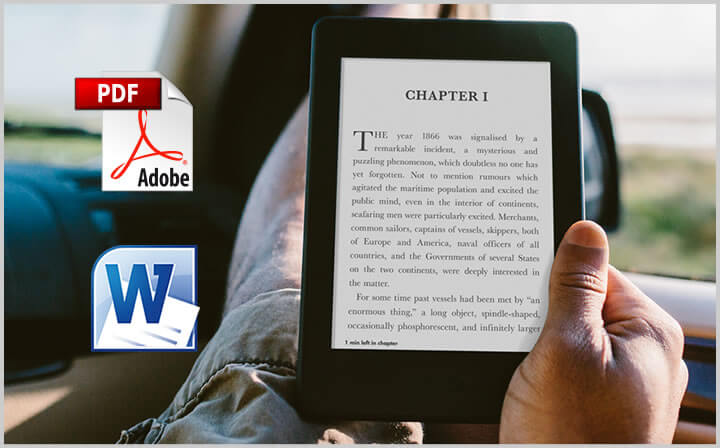 PDF
Adobe
W
CHAPTER I
THE year 1866 was signalised by a
remarkable incident, a mysterious and
puzzling phenomenon, which doubtless no one has
yet forgotten. Not to mention rumours which
agitated the maritime population and excited the
public mind, even in the interior of continents,
seafaring men were particularly excited. Merchants,
common sailors, captains of vessels, skippers, both
of Europe and America, naval officers of all
countries, and the Governments of several States
on the two continents, were deeply interested in
the matter.
For some time past vessels had been met by “an
enormous thing,” a long object, spindle-shaped,
occasionally phosphorescent, and infinitely larger
1 min left in chapter